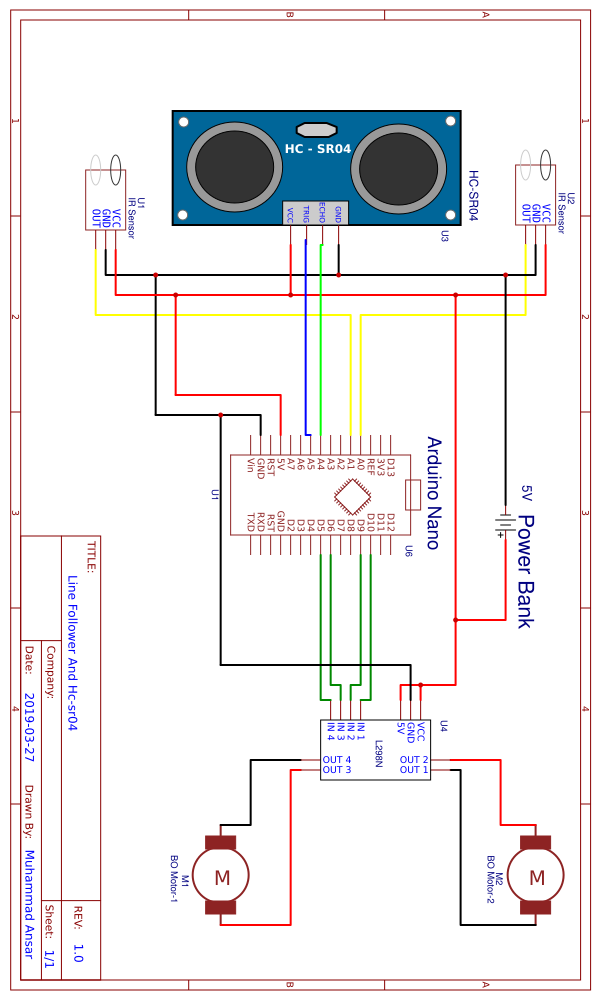 B
A
1
1
HC - SR04
VCC
TRIG
ECHO
GND
HC-SR04
U3
U1
IR Sensor
VCC
GND
OUT
U2
IR Sensor
VCC
GND
OUT
2
2
Arduino Nano
U6
U1
Vin
GND
RST
5V
A7
A6
A5
A4
A3
A2
A1
A0
REF
3V3
D13
TXD
RXD
RST
GND
D2
D3
D4
D5
D6
D7
D8
D9
D10
D11
D12
5V
Power Bank
+
3
3
U4
L298N
IN 4
IN 3
IN 2
IN 1
5V
GND
VCC
OUT 4
OUT 3
OUT 2
OUT 1
4
4
M
M1
BO Motor-1
M
M2
BO Motor-2
TITLE:
Line Follower And Hc-sr04
REV: 1.0
Company:
Sheet: 1/1
Date: 2019-03-27 Drawn By: Muhammad Ansar
B
A